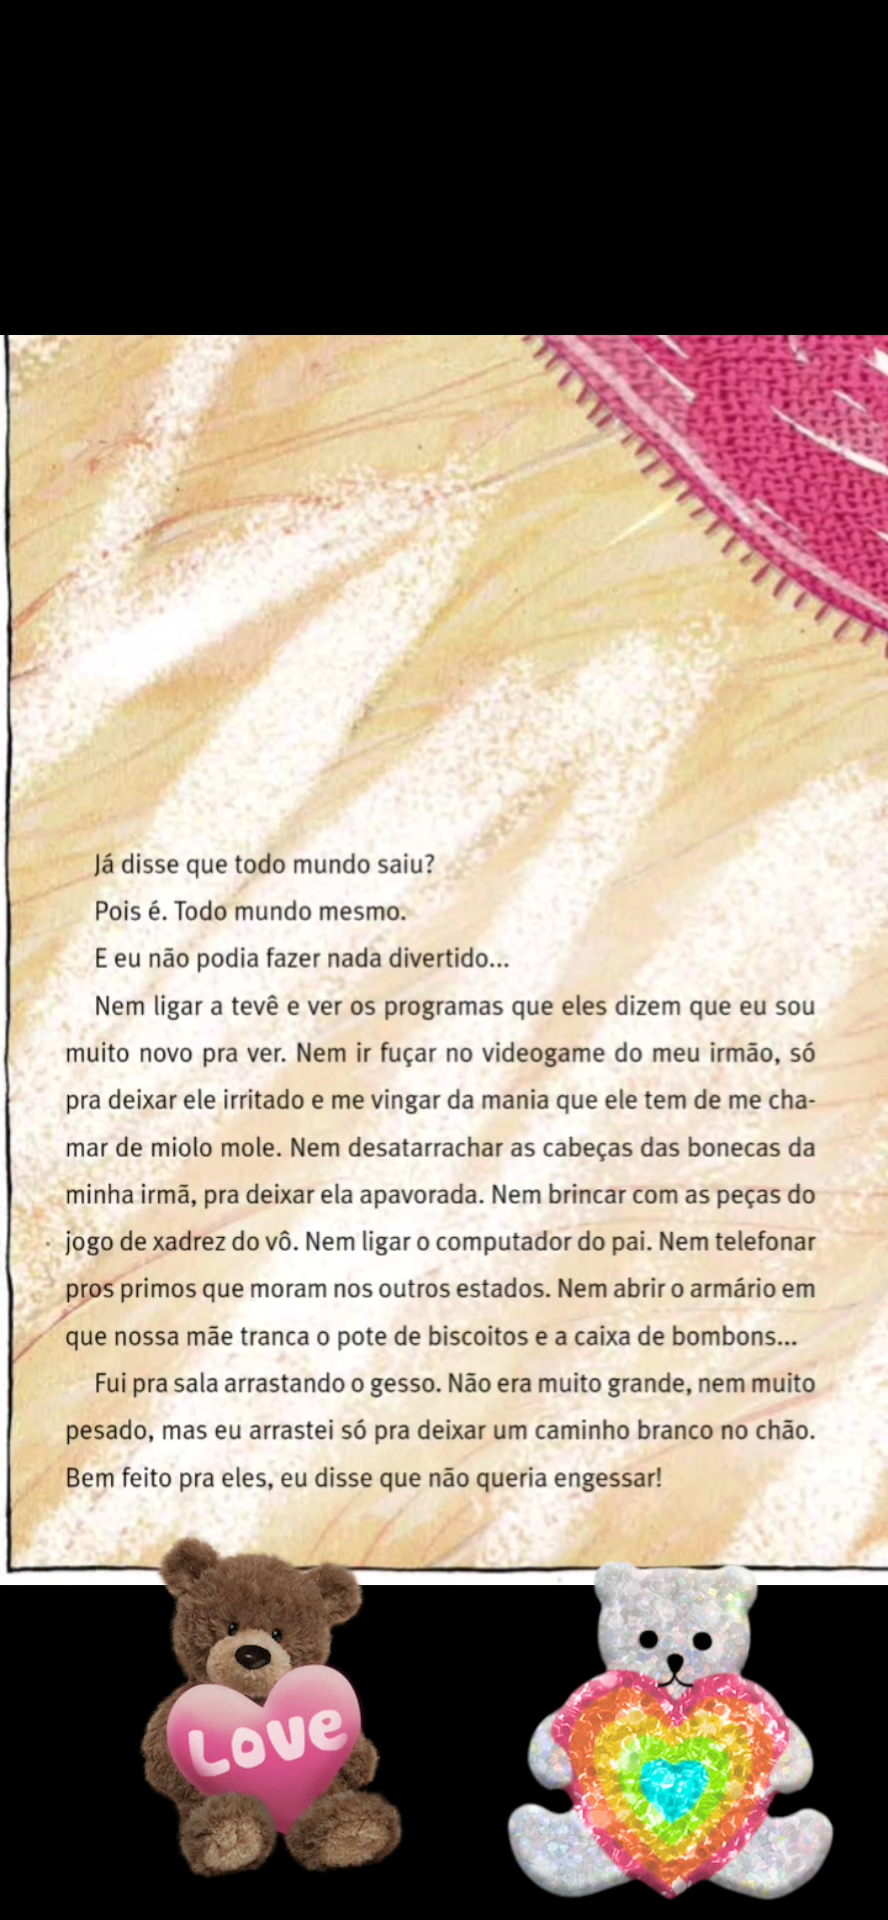 Já disse que todo mundo saiu?
Pois é. Todo mundo mesmo.
E eu não podia fazer nada divertido...
Nem ligar a tevê e ver os programas que eles dizem que eu sou
muito novo pra ver. Nem ir fuçar no videogame do meu irmão, só
pra deixar ele irritado e me vingar da mania que ele tem de me cha-
mar de miolo mole. Nem desatarrachar as cabeças das bonecas da
minha irmã, pra deixar ela apavorada. Nem brincar com as peças do
jogo de xadrez do vô. Nem ligar o computador do pai. Nem telefonar
pros primos que moram nos outros estados. Nem abrir o armário em
que nossa mãe tranca o pote de biscoitos e a caixa de bombons...
Fui pra sala arrastando o gesso. Não era muito grande, nem muito
pesado, mas eu arrastei só pra deixar um caminho branco no chão.
Bem feito pra eles, eu disse que não queria engessar!
LOVE